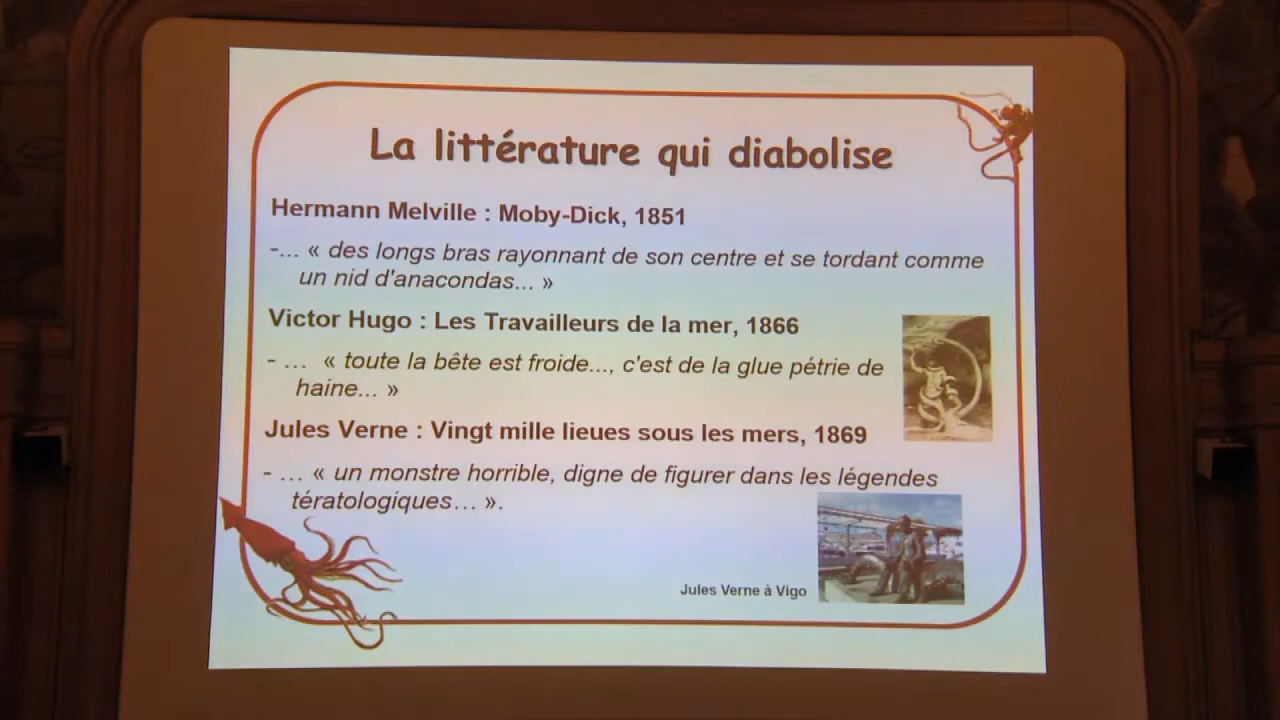 La littérature qui diabolise
Hermann Melville : Moby-Dick, 1851
-... « des longs bras rayonnant de son centre et se tordant comme
un nid d'anacondas... »
Victor Hugo : Les Travailleurs de la mer, 1866
- ... « toute la bête est froide..., c'est de la glue pétrie de
haine... »
Jules Verne : Vingt mille lieues sous les mers, 1869
- ... « un monstre horrible, digne de figurer dans les légendes
tératologiques... ».
Jules Verne à Vigo